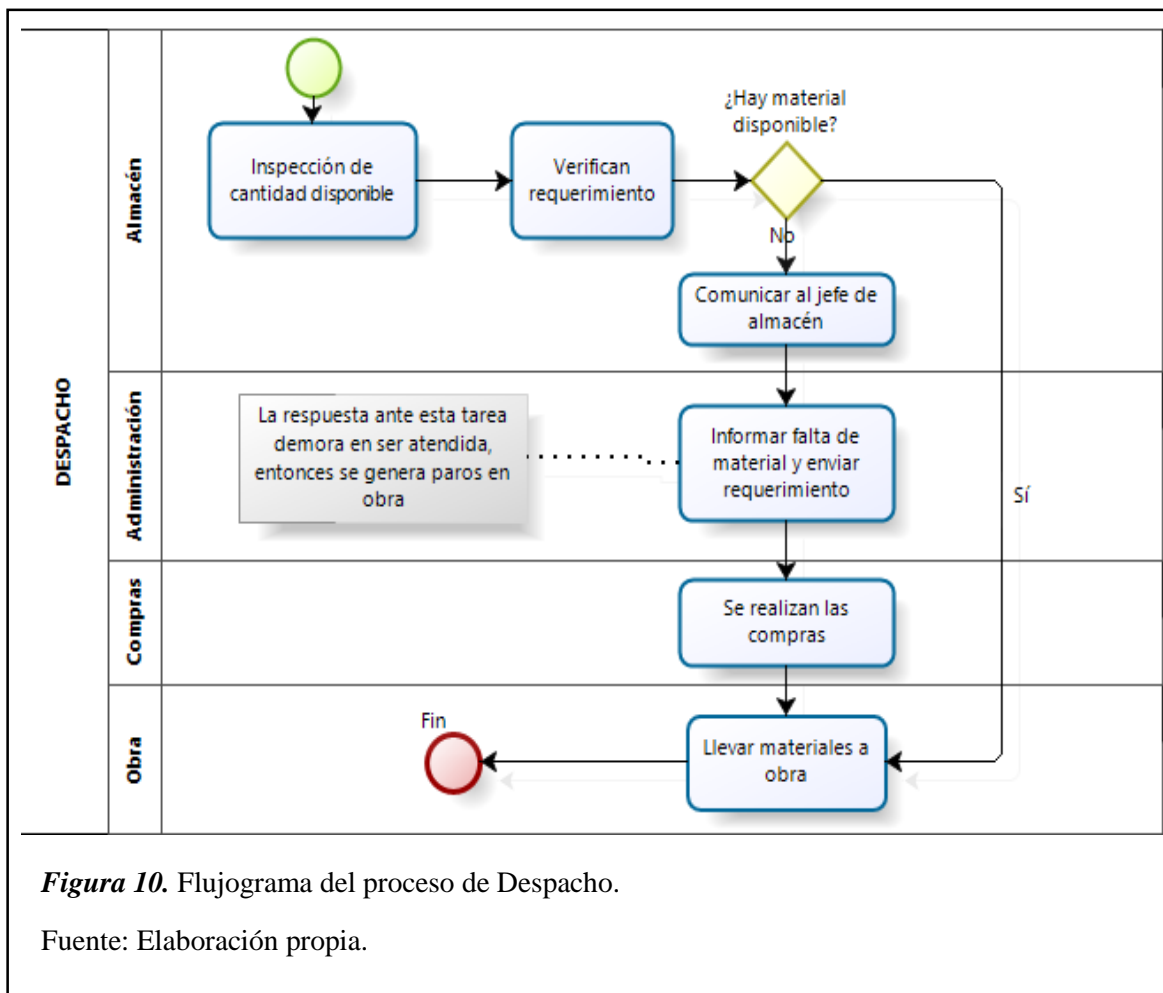 DESPACHO
Almacén
Inspección de
cantidad disponible
Verifican
requerimiento
¿Hay material
disponible?
No
Sí
Comunicar al jefe de
almacén
Administración
La respuesta ante esta tarea
demora en ser atendida,
entonces se genera paros en
obra
Informar falta de
material y enviar
requerimiento
Compras
Se realizan las
compras
Obra
Fin
Llevar materiales a
obra
Figura 10. Flujograma del proceso de Despacho.
Fuente: Elaboración propia.